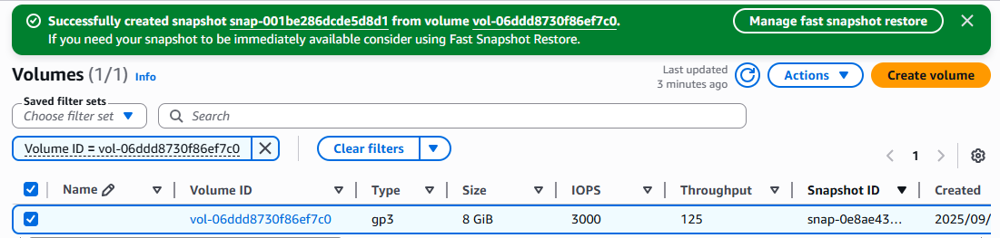 Successfully created snapshot snap-001be286dcde5d8d1 from volume vol-06ddd8730f86ef7c0.
If you need your snapshot to be immediately available consider using Fast Snapshot Restore.
Manage fast snapshot restore
Volumes (1/1) Info
Last updated
3 minutes ago
Actions
Create volume
Saved filter sets
Choose filter set
Search
Volume ID = vol-06ddd8730f86ef7c0
Clear filters
1
Name Volume ID Type Size IOPS Throughput Snapshot ID Created
vol-06ddd8730f86ef7c0 gp3 8 GiB 3000 125 snap-0e8ae43... 2025/09/